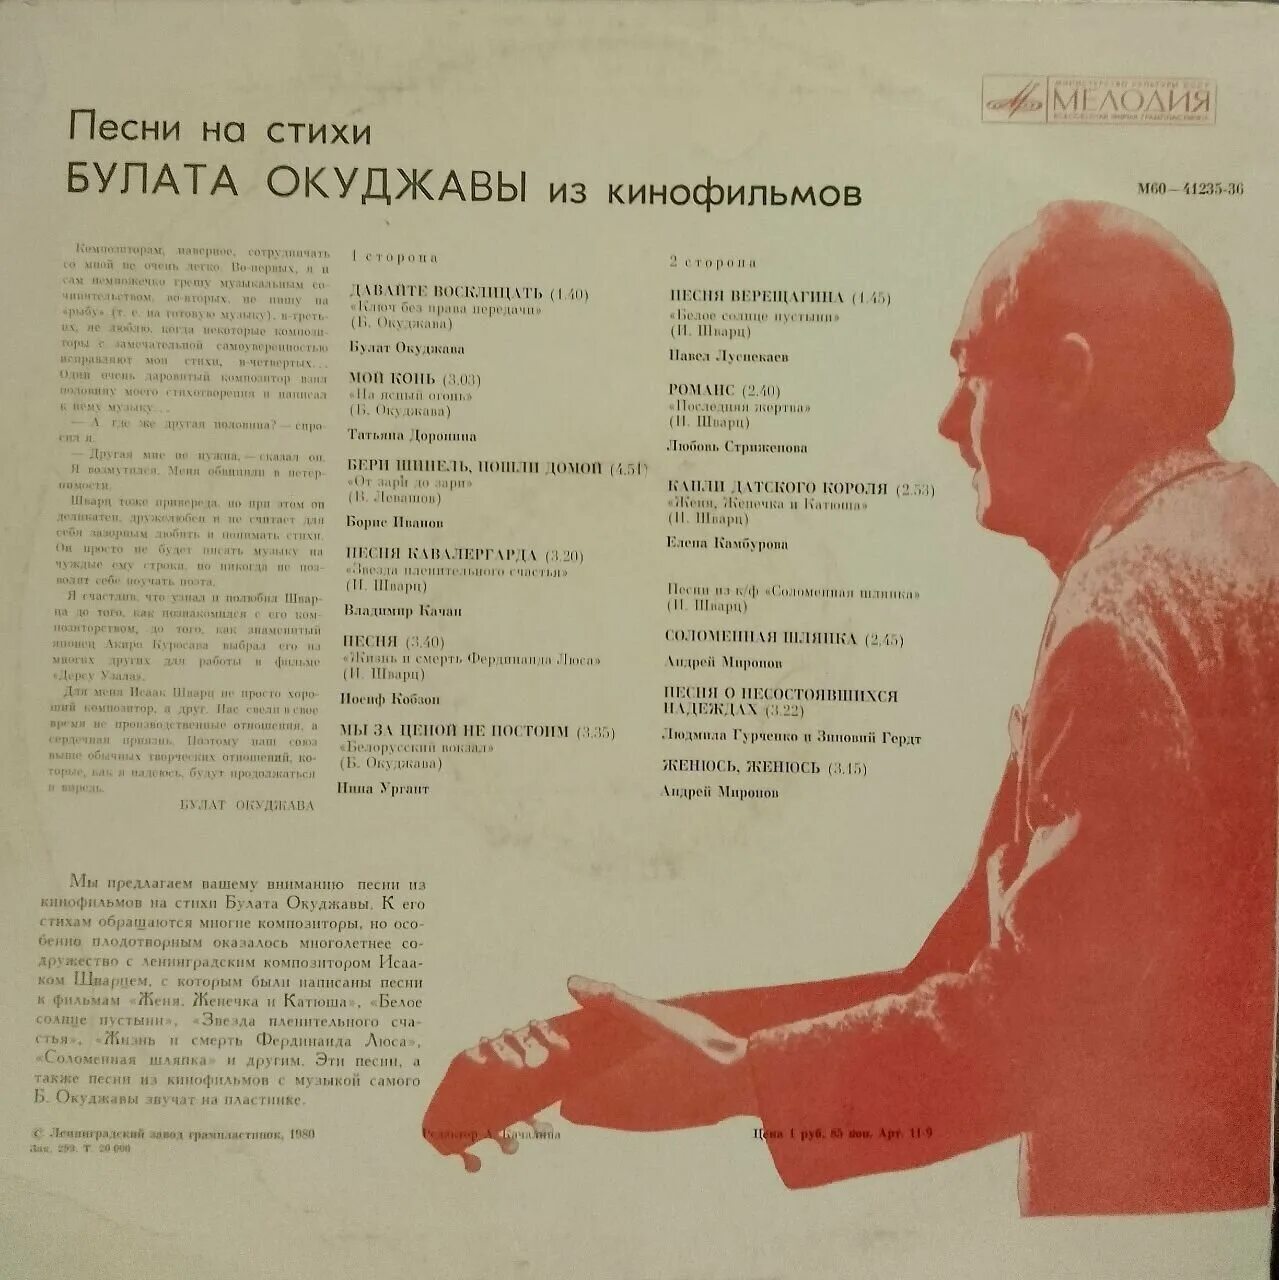 МИНИСТЕРСТВО КУЛЬТУРЫ СССР
МЕЛОДИЯ
ВСЕСОЮЗНАЯ ФИРМА ГРАМПЛАСТИНОК
Песни на стихи
БУЛАТА ОКУДЖАВЫ из кинофильмов
М60—41235-36
Композиторам, наверное, сотрудничать
со мной не очень легко. Во-первых, я и
сам немножечко грешу музыкальным со-
чинительством, во-вторых, не пишу на
«рыбу» (т. е. на готовую музыку), в-треть-
их, не люблю, когда некоторые компози-
торы с замечательной самоуверенностью
исправляют мои стихи, в-четвертых...
Один очень даровитый композитор взял
половину моего стихотворения и написал
к нему музыку...
— А где же другая половина? — спро-
сил я.
— Другая мне не нужна, — сказал он.
Я возмутился. Меня обвинили в нетер-
пимости.
Шварц тоже привереда, но при этом он
деликатен, дружелюбен и не считает для
себя зазорным любить и понимать стихи.
Он просто не будет писать музыку на
чуждые ему строки, но никогда не поз-
волит себе поучать поэта.
Я счастлив, что узнал и полюбил Швар-
ца до того, как познакомился с его ком-
позиторством, до того, как знаменитый
японец Акиро Куросава выбрал его из
многих других для работы в фильме
«Дерсу Узала».
Для меня Исаак Шварц не просто хоро-
ший композитор, а друг. Нас свели в свое
время не производственные отношения, а
сердечная приязнь. Поэтому наш союз
выше обычных творческих отношений, ко-
торые, как я надеюсь, будут продолжаться
и впредь.
БУЛАТ ОКУДЖАВА
1 сторона
ДАВАЙТЕ ВОСКЛИЦАТЬ (1.40)
«Ключ без права передачи»
(Б. Окуджава)
Булат Окуджава
МОЙ КОНЬ (3.03)
«На ясный огонь»
(Б. Окуджава)
Татьяна Доронина
БЕРИ ШИНЕЛЬ, ПОШЛИ ДОМОЙ (4.51)
«От зари до зари»
(В. Левашов)
Борис Иванов
ПЕСНЯ КАВАЛЕРГАРДА (3.20)
«Звезда пленительного счастья»
(И. Шварц)
Владимир Качан
ПЕСНЯ (3.40)
«Жизнь и смерть Фердинанда Люса»
(И. Шварц)
Иосиф Кобзон
МЫ ЗА ЦЕНОЙ НЕ ПОСТОИМ (3.35)
«Белорусский вокзал»
(Б. Окуджава)
Нина Ургант
2 сторона
ПЕСНЯ ВЕРЕЩАГИНА (1.45)
«Белое солнце пустыни»
(И. Шварц)
Павел Луспекаев
РОМАНС (2.40)
«Последняя жертва»
(И. Шварц)
Любовь Стриженова
КАПЛИ ДАТСКОГО КОРОЛЯ (2.53)
«Женя, Женечка и Катюша»
(И. Шварц)
Елена Камбурова
Песни из к/ф «Соломенная шляпка»
(И. Шварц)
СОЛОМЕННАЯ ШЛЯПКА (2.45)
Андрей Миронов
ПЕСНЯ О НЕСОСТОЯВШИХСЯ
НАДЕЖДАХ (3.22)
Людмила Гурченко и Зиновий Гердт
ЖЕНЮСЬ, ЖЕНЮСЬ (3.15)
Андрей Миронов
Мы предлагаем вашему вниманию песни из
кинофильмов на стихи Булата Окуджавы. К его
стихам обращаются многие композиторы, но осо-
бенно плодотворным оказалось многолетнее со-
дружество с ленинградским композитором Исаа-
ком Шварцем, с которым были написаны песни
к фильмам «Женя, Женечка и Катюша», «Белое
солнце пустыни», «Звезда пленительного сча-
стья», «Жизнь и смерть Фердинанда Люса»,
«Соломенная шляпка» и другим. Эти песни, а
также песни из кинофильмов с музыкой самого
Б. Окуджавы звучат на пластинке.
© Ленинградский завод грампластинок, 1980
Зак. 293. Т. 20 000
Редактор А. Качалина
Цена 1 руб. 85 коп. Арт. 11-9